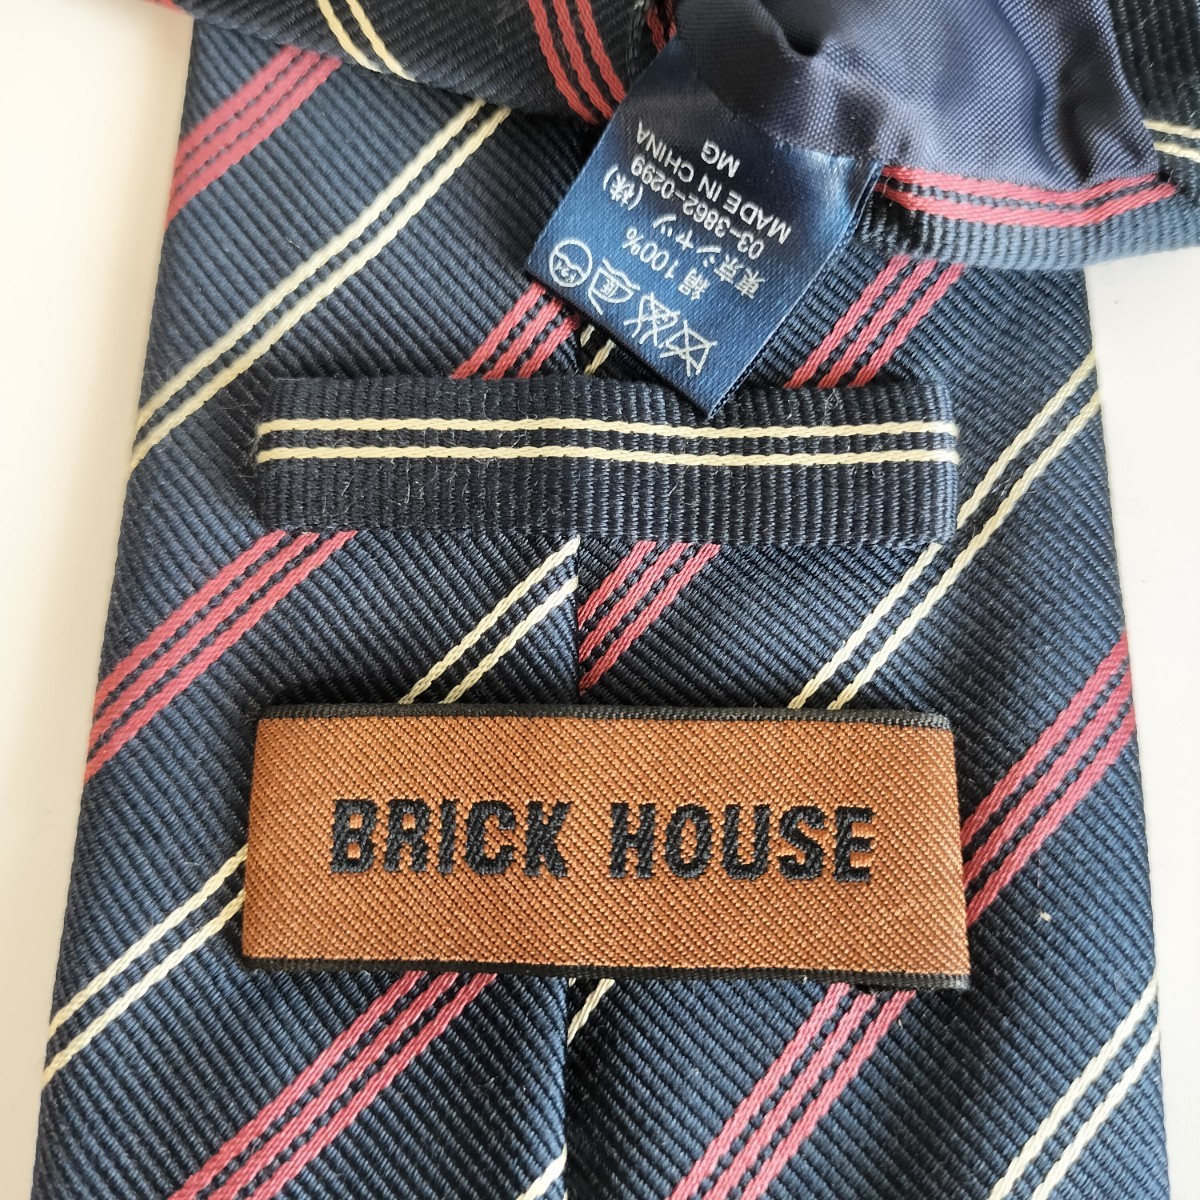 絹100%
東京シャツ (株)
03-3862-0299
MADE IN CHINA
MG
BRICK HOUSE